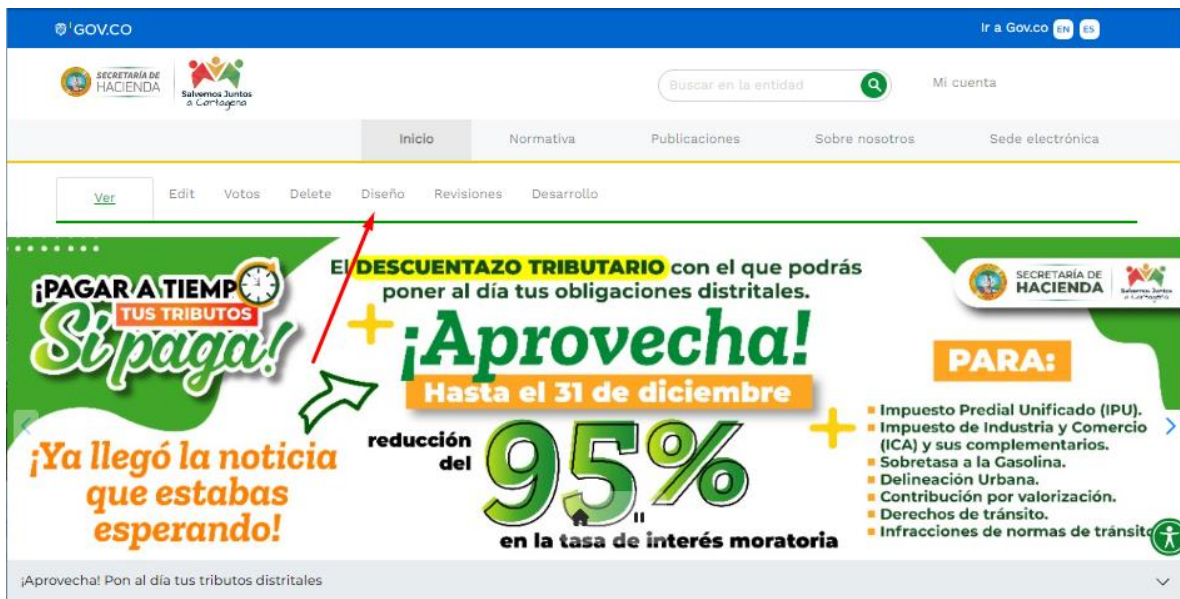 GOV.CO
Ir a Gov.co EN ES
SECRETARÍA DE
HACIENDA
Salvemos Juntos
a Cartagena
Buscar en la entidad
Mi cuenta
Inicio Normativa Publicaciones Sobre nosotros Sede electrónica
Ver Edit Votos Delete Diseño Revisiones Desarrollo
¡PAGAR A TIEMPO
TUS TRIBUTOS
Sí paga!
¡Ya llegó la noticia
que estabas
esperando!
El DESCUENTAZO TRIBUTARIO con el que podrás
poner al día tus obligaciones distritales.
¡Aprovecha!
Hasta el 31 de diciembre
reducción
del
95%
en la tasa de interés moratoria
SECRETARÍA DE
HACIENDA
Salvemos Juntos
a Cartagena
PARA:
Impuesto Predial Unificado (IPU).
Impuesto de Industria y Comercio
(ICA) y sus complementarios.
Sobretasa a la Gasolina.
Delineación Urbana.
Contribución por valorización.
Derechos de tránsito.
Infracciones de normas de tránsito
¡Aprovecha! Pon al día tus tributos distritales